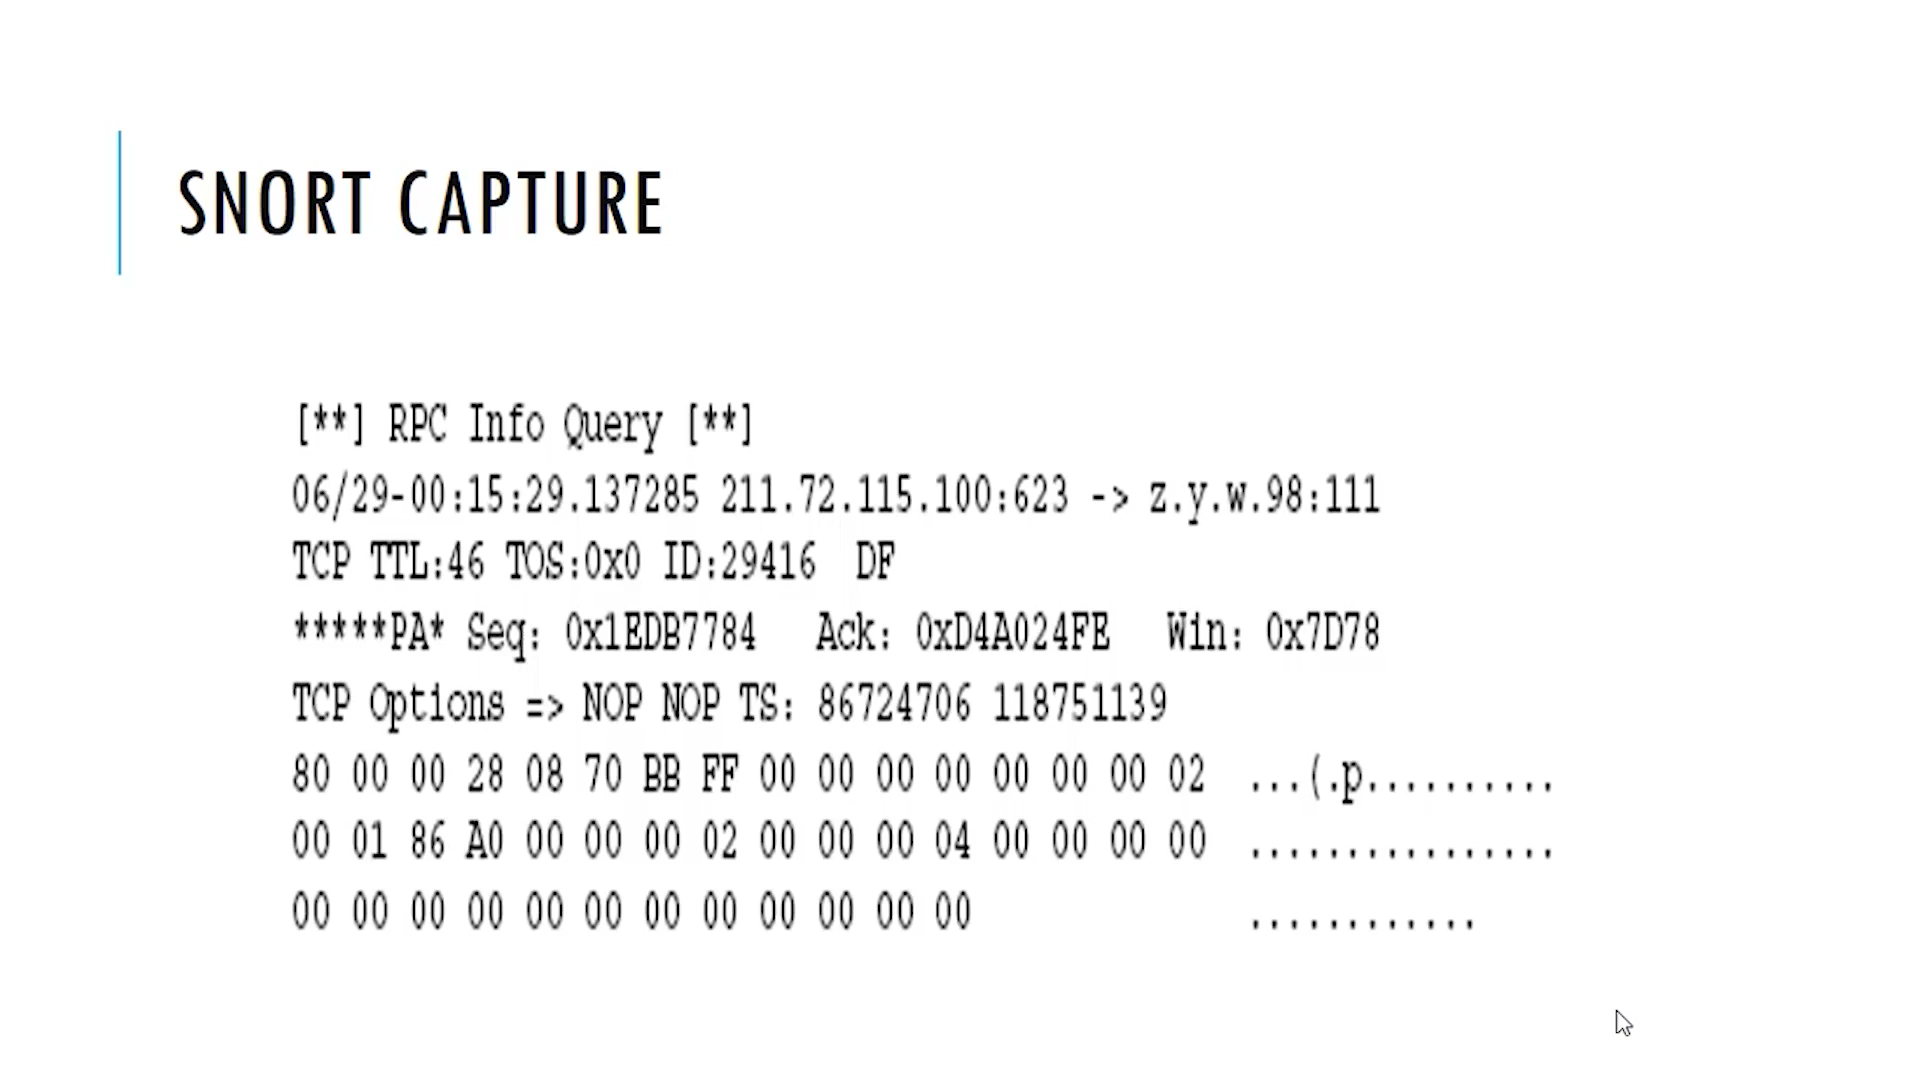 SNORT CAPTURE
[**] RPC Info Query [**]
06/29-00:15:29.137285 211.72.115.100:623 -> z.y.w.98:111
TCP TTL:46 TOS:0x0 ID:29416  DF
*****PA* Seq: 0x1EDB7784   Ack: 0xD4A024FE   Win: 0x7D78
TCP Options => NOP NOP TS: 86724706 118751139
80 00 00 28 08 70 BB FF 00 00 00 00 00 00 00 02  ...(.p..........
00 01 86 A0 00 00 00 02 00 00 00 04 00 00 00 00  ................
00 00 00 00 00 00 00 00 00 00 00 00              ............